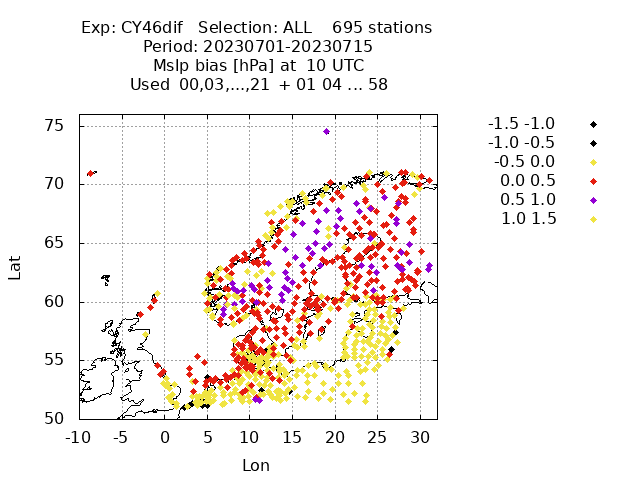 Exp: CY46dif   Selection: ALL    695 stations
Period: 20230701-20230715
Mslp bias [hPa] at  10 UTC
Used  00,03,...,21  + 01 04 ... 58
75
70
65
60
55
50
-10 -5 0 5 10 15 20 25 30
Lat
Lon
-1.5 -1.0
-1.0 -0.5
-0.5 0.0
0.0 0.5
0.5 1.0
1.0 1.5